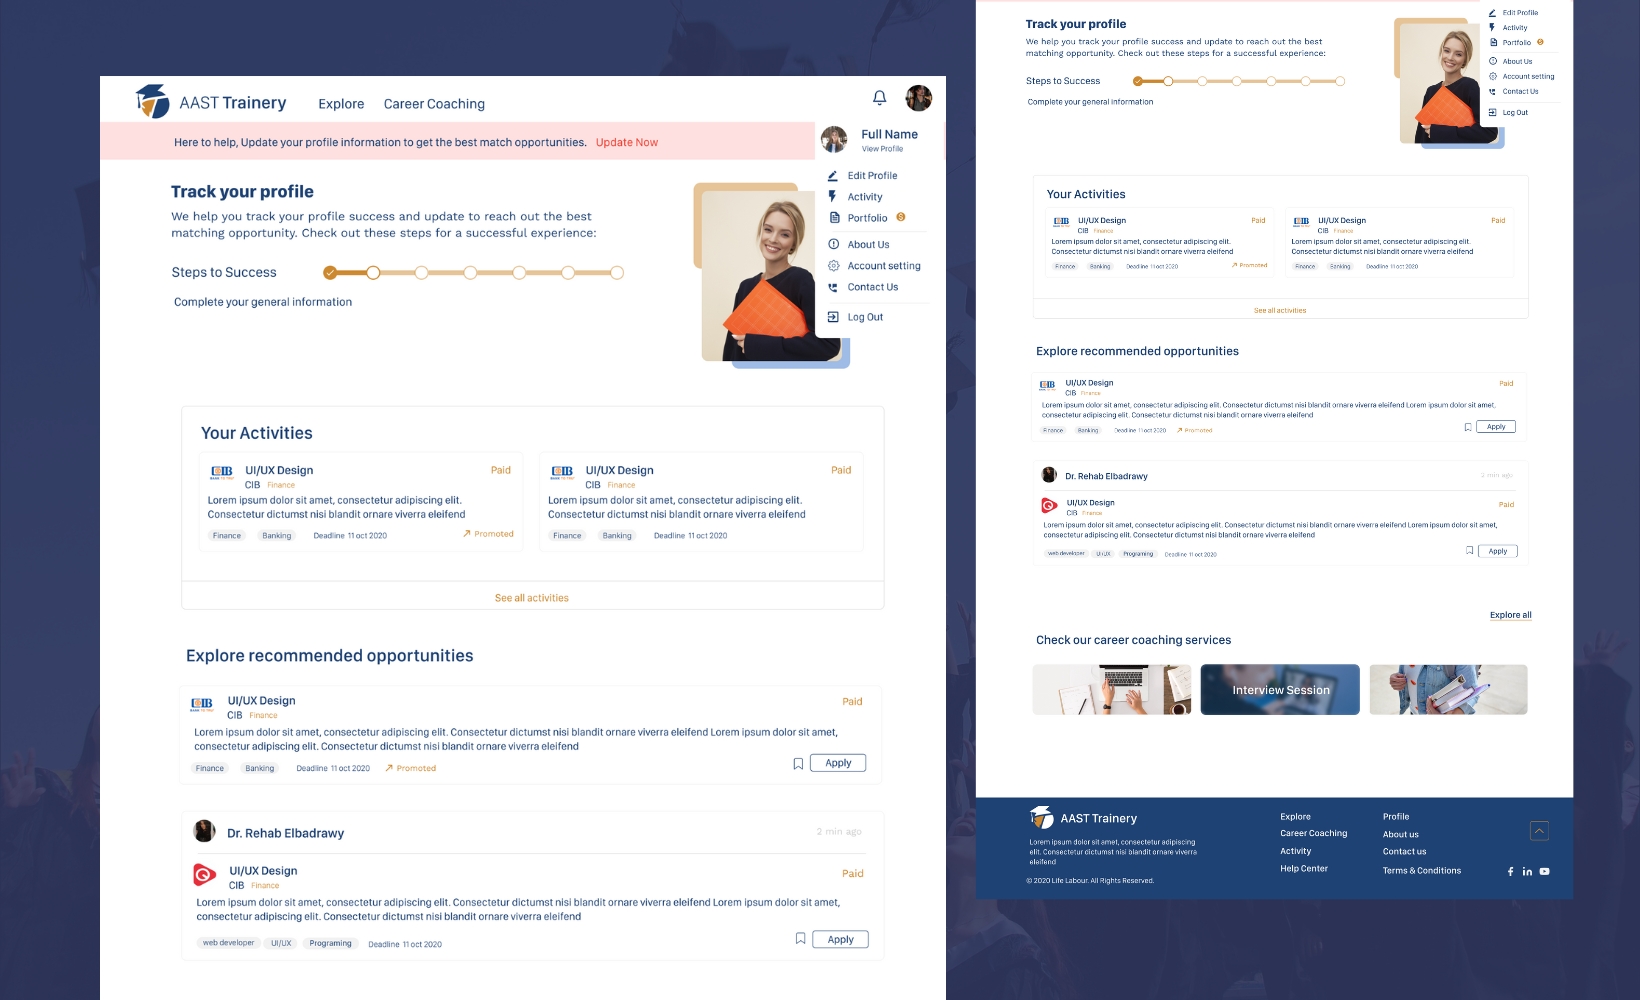 AAST Trainery
Explore
Career Coaching
Here to help, Update your profile information to get the best match opportunities. Update Now
Full Name
View Profile
Edit Profile
Activity
Portfolio
About Us
Account setting
Contact Us
Log Out
Track your profile
We help you track your profile success and update to reach out the best
matching opportunity. Check out these steps for a successful experience:
Steps to Success
Complete your general information
Your Activities
CIB
UI/UX Design
Paid
CIB Finance
Lorem ipsum dolor sit amet, consectetur adipiscing elit.
Consectetur dictumst nisi blandit ornare viverra eleifend
Finance Banking Deadline 11 oct 2020 Promoted
CIB
UI/UX Design
Paid
CIB Finance
Lorem ipsum dolor sit amet, consectetur adipiscing elit.
Consectetur dictumst nisi blandit ornare viverra eleifend
Finance Banking Deadline 11 oct 2020
See all activities
Explore recommended opportunities
CIB
UI/UX Design
Paid
CIB Finance
Lorem ipsum dolor sit amet, consectetur adipiscing elit. Consectetur dictumst nisi blandit ornare viverra eleifend Lorem ipsum dolor sit amet,
consectetur adipiscing elit. Consectetur dictumst nisi blandit ornare viverra eleifend
Finance Banking Deadline 11 oct 2020 Promoted
Apply
Dr. Rehab Elbadrawy
2 min ago
UI/UX Design
Paid
CIB Finance
Lorem ipsum dolor sit amet, consectetur adipiscing elit. Consectetur dictumst nisi blandit ornare viverra eleifend Lorem ipsum dolor sit amet,
consectetur adipiscing elit. Consectetur dictumst nisi blandit ornare viverra eleifend
web developer UI/UX Programing Deadline 11 oct 2020
Apply
Edit Profile
Activity
Portfolio
About Us
Account setting
Contact Us
Log Out
Track your profile
We help you track your profile success and update to reach out the best
matching opportunity. Check out these steps for a successful experience:
Steps to Success
Complete your general information
Your Activities
CIB
UI/UX Design
Paid
CIB Finance
Lorem ipsum dolor sit amet, consectetur adipiscing elit.
Consectetur dictumst nisi blandit ornare viverra eleifend
Finance Banking Deadline 11 oct 2020 Promoted
CIB
UI/UX Design
Paid
CIB Finance
Lorem ipsum dolor sit amet, consectetur adipiscing elit.
Consectetur dictumst nisi blandit ornare viverra eleifend
Finance Banking Deadline 11 oct 2020
See all activities
Explore recommended opportunities
CIB
UI/UX Design
Paid
CIB Finance
Lorem ipsum dolor sit amet, consectetur adipiscing elit. Consectetur dictumst nisi blandit ornare viverra eleifend Lorem ipsum dolor sit amet,
consectetur adipiscing elit. Consectetur dictumst nisi blandit ornare viverra eleifend
Finance Banking Deadline 11 oct 2020 Promoted
Apply
Dr. Rehab Elbadrawy
2 min ago
UI/UX Design
Paid
CIB Finance
Lorem ipsum dolor sit amet, consectetur adipiscing elit. Consectetur dictumst nisi blandit ornare viverra eleifend Lorem ipsum dolor sit amet,
consectetur adipiscing elit. Consectetur dictumst nisi blandit ornare viverra eleifend
web developer UI/UX Programing Deadline 11 oct 2020
Apply
Explore all
Check our career coaching services
Interview Session
AAST Trainery
Lorem ipsum dolor sit amet, consectetur adipiscing
elit. Consectetur dictumst nisi blandit ornare viverra
eleifend
© 2020 Life Labour. All Rights Reserved.
Explore
Career Coaching
Activity
Help Center
Profile
About us
Contact us
Terms & Conditions